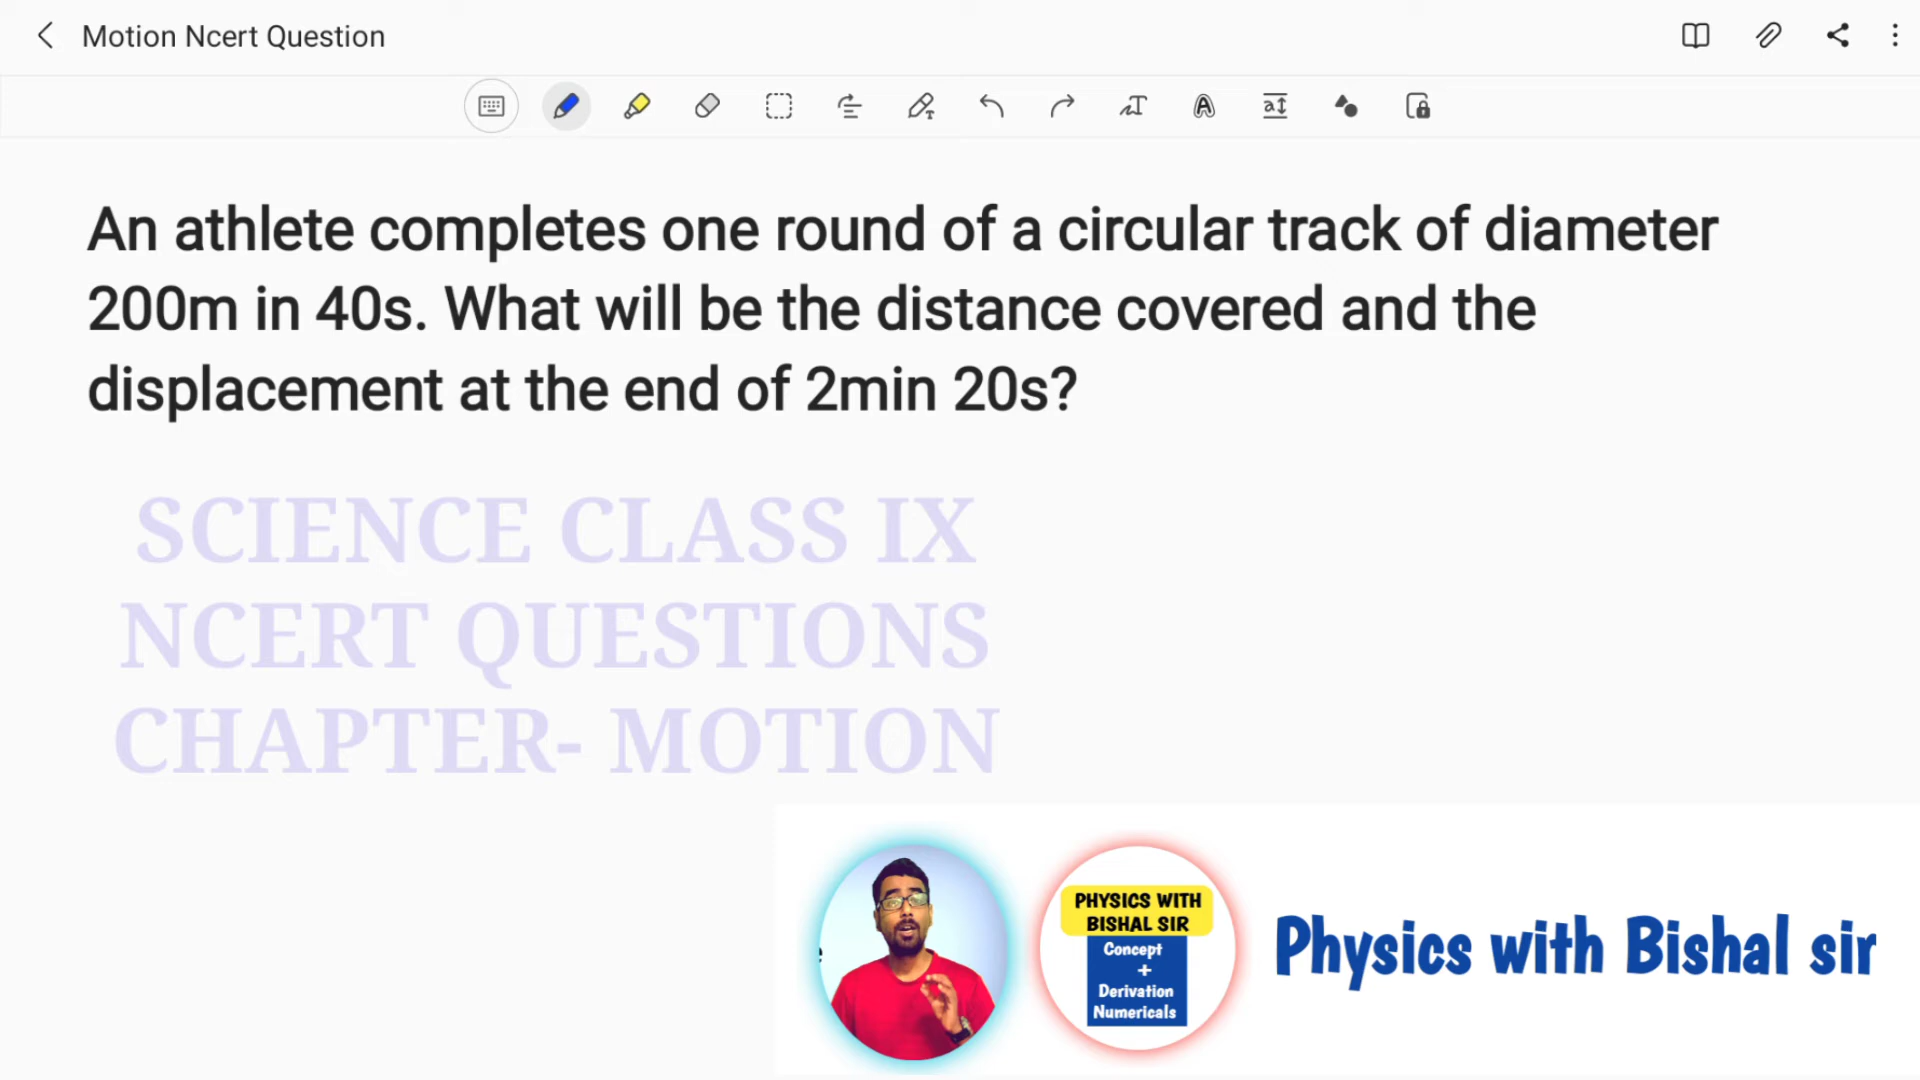 Motion Ncert Question
An athlete completes one round of a circular track of diameter
200m in 40s. What will be the distance covered and the
displacement at the end of 2min 20s?
SCIENCE CLASS IX
NCERT QUESTIONS
CHAPTER- MOTION
PHYSICS WITH
BISHAL SIR
Concept
+
Derivation
Numericals
Physics with Bishal sir